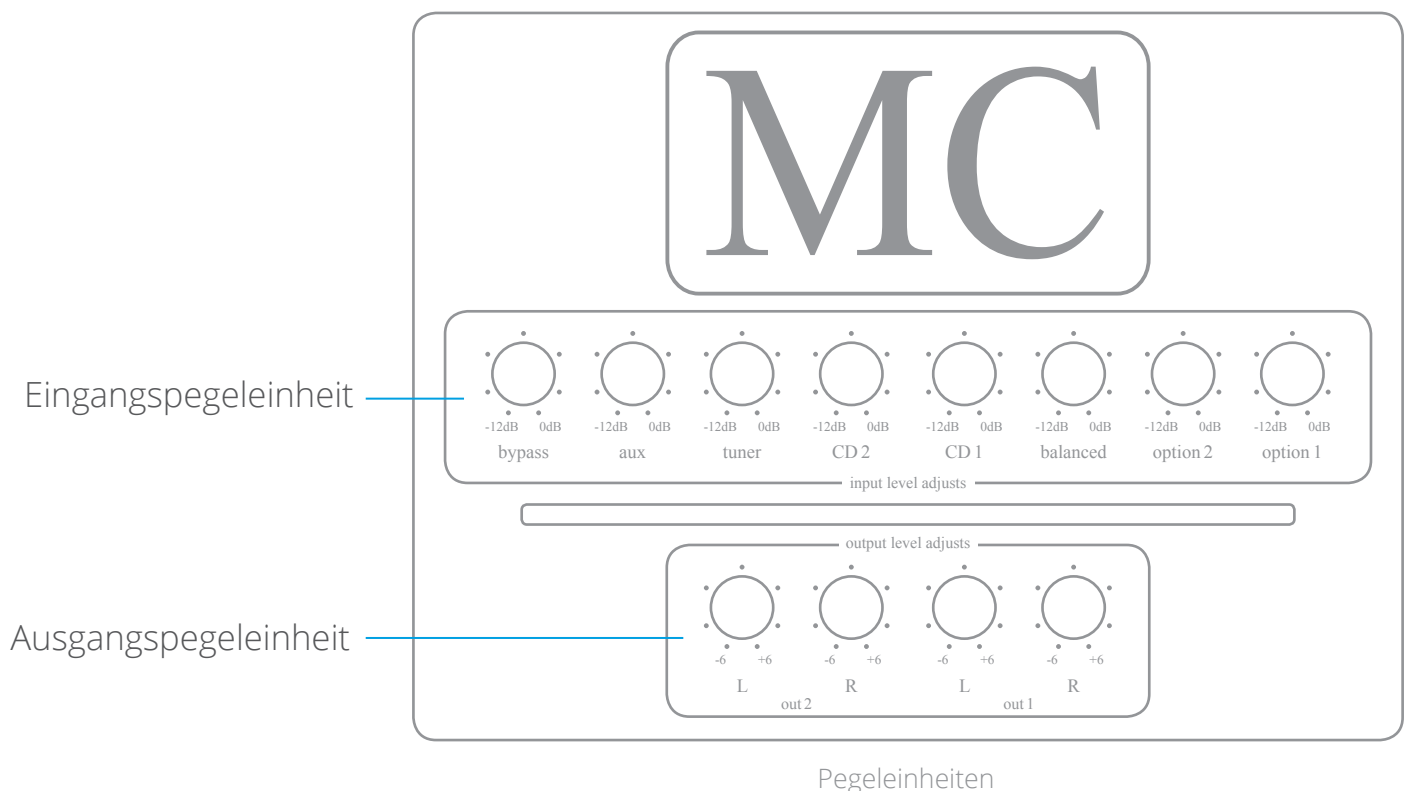 MC
Eingangspegeleinheit
-12dB 0dB -12dB 0dB -12dB 0dB -12dB 0dB -12dB 0dB -12dB 0dB -12dB 0dB -12dB 0dB
bypass aux tuner CD 2 CD 1 balanced option 2 option 1
input level adjusts
output level adjusts
Ausgangspegeleinheit
-6 +6 -6 +6 -6 +6 -6 +6
L R L R
out 2 out 1
Pegeleinheiten